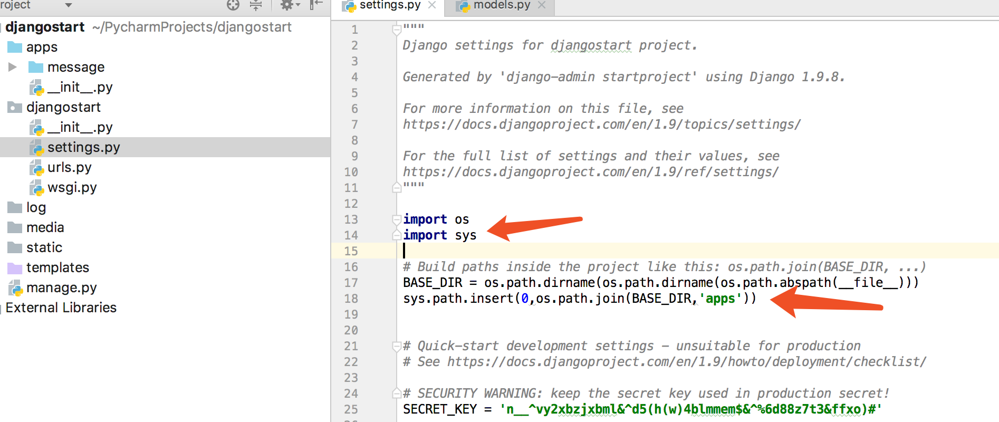 roject
djangostart ~/PycharmProjects/djangostart
apps
message
__init__.py
djangostart
__init__.py
settings.py
urls.py
wsgi.py
log
media
static
templates
manage.py
External Libraries
settings.py
models.py
1 """
2 Django settings for djangostart project.
3
4 Generated by 'django-admin startproject' using Django 1.9.8.
5
6 For more information on this file, see
7 https://docs.djangoproject.com/en/1.9/topics/settings/
8
9 For the full list of settings and their values, see
10 https://docs.djangoproject.com/en/1.9/ref/settings/
11 """
12
13 import os
14 import sys
15
16 # Build paths inside the project like this: os.path.join(BASE_DIR, ...)
17 BASE_DIR = os.path.dirname(os.path.dirname(os.path.abspath(__file__)))
18 sys.path.insert(0,os.path.join(BASE_DIR,'apps'))
19
20
21 # Quick-start development settings - unsuitable for production
22 # See https://docs.djangoproject.com/en/1.9/howto/deployment/checklist/
23
24 # SECURITY WARNING: keep the secret key used in production secret!
25 SECRET_KEY = 'n__^vy2xbzjxbml&^d5(h(w)4blmmem$&^%6d88z7t3&ffxo)#'